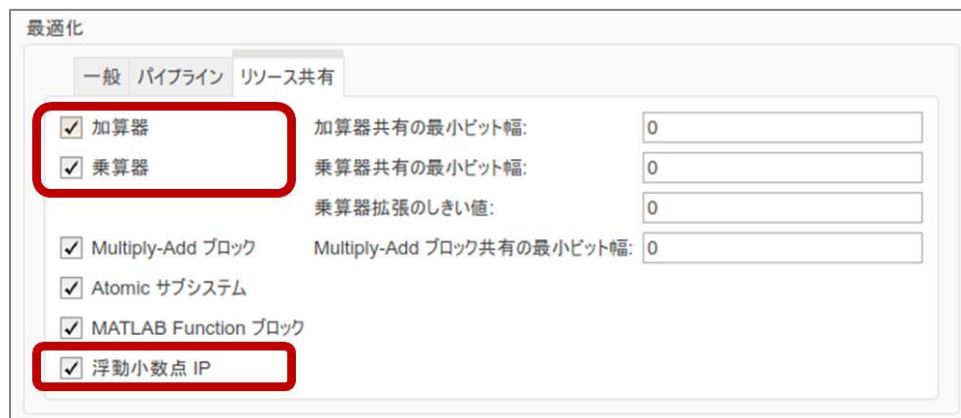 最適化
一般 パイプライン リソース共有
加算器 加算器共有の最小ビット幅: 0
乗算器 乗算器共有の最小ビット幅: 0
乗算器拡張のしきい値: 0
Multiply-Add ブロック Multiply-Add ブロック共有の最小ビット幅: 0
Atomic サブシステム
MATLAB Function ブロック
浮動小数点 IP